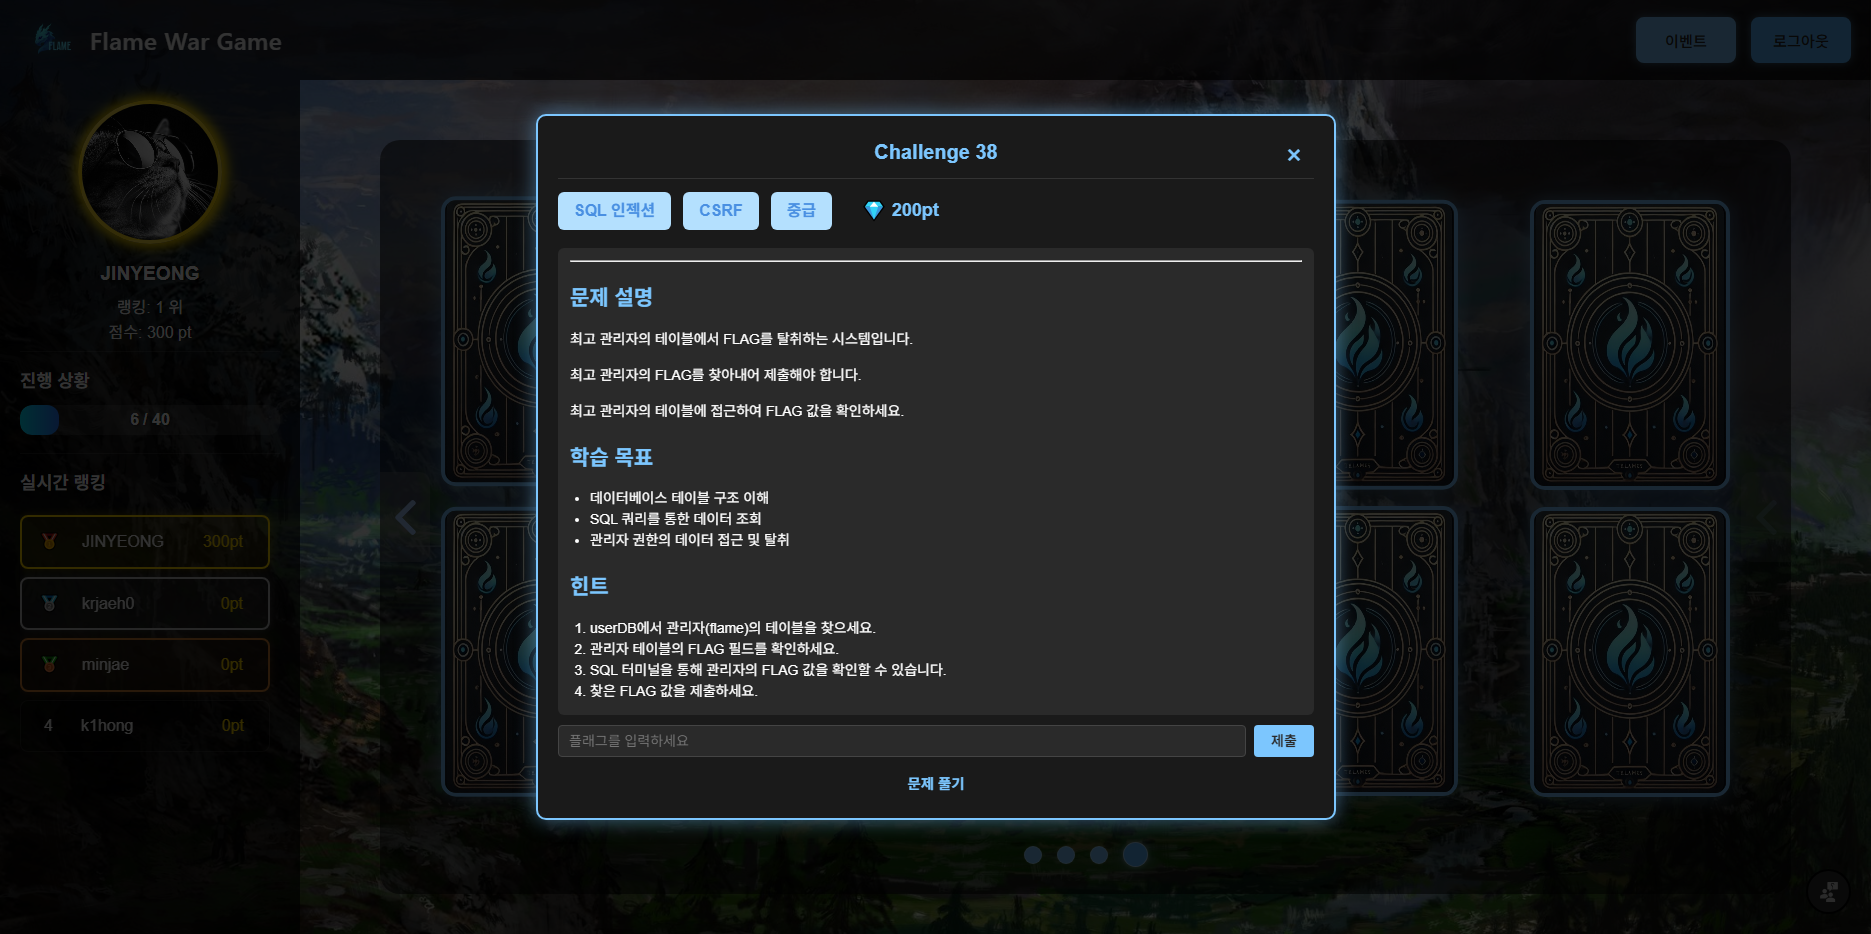 FLAME
Flame War Game
이벤트
로그아웃
JINYEONG
랭킹: 1 위
점수: 300 pt
진행 상황
6 / 40
실시간 랭킹
JINYEONG 300pt
krjaeh0 0pt
minjae 0pt
4 k1hong 0pt
Challenge 38
×
SQL 인젝션
CSRF
중급
200pt
문제 설명
최고 관리자의 테이블에서 FLAG를 탈취하는 시스템입니다.
최고 관리자의 FLAG를 찾아내어 제출해야 합니다.
최고 관리자의 테이블에 접근하여 FLAG 값을 확인하세요.
학습 목표
• 데이터베이스 테이블 구조 이해
• SQL 쿼리를 통한 데이터 조회
• 관리자 권한의 데이터 접근 및 탈취
힌트
1. userDB에서 관리자(flame)의 테이블을 찾으세요.
2. 관리자 테이블의 FLAG 필드를 확인하세요.
3. SQL 터미널을 통해 관리자의 FLAG 값을 확인할 수 있습니다.
4. 찾은 FLAG 값을 제출하세요.
플래그를 입력하세요
제출
문제 풀기